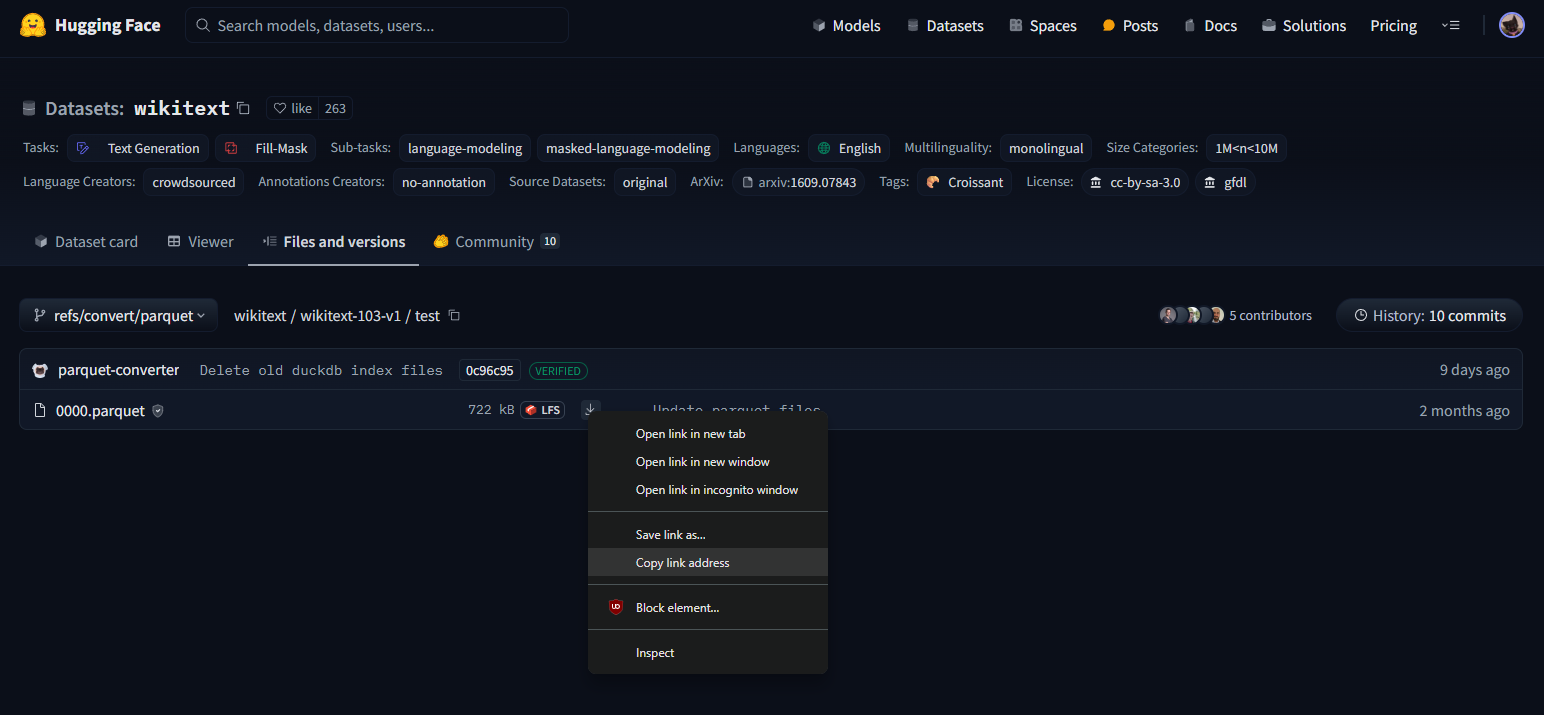 Hugging Face
Search models, datasets, users...
Models Datasets Spaces Posts Docs Solutions Pricing
Datasets: wikitext like 263
Tasks: Text Generation Fill-Mask Sub-tasks: language-modeling masked-language-modeling Languages: English Multilinguality: monolingual Size Categories: 1M<n<10M
Language Creators: crowdsourced Annotations Creators: no-annotation Source Datasets: original ArXiv: arxiv:1609.07843 Tags: Croissant License: cc-by-sa-3.0 gfdl
Dataset card Viewer Files and versions Community 10
refs/convert/parquet wikitext / wikitext-103-v1 / test 5 contributors History: 10 commits
parquet-converter Delete old duckdb index files 0c96c95 VERIFIED 9 days ago
0000.parquet 722 kB LFS Update parquet files 2 months ago
Open link in new tab
Open link in new window
Open link in incognito window
Save link as...
Copy link address
Block element...
Inspect